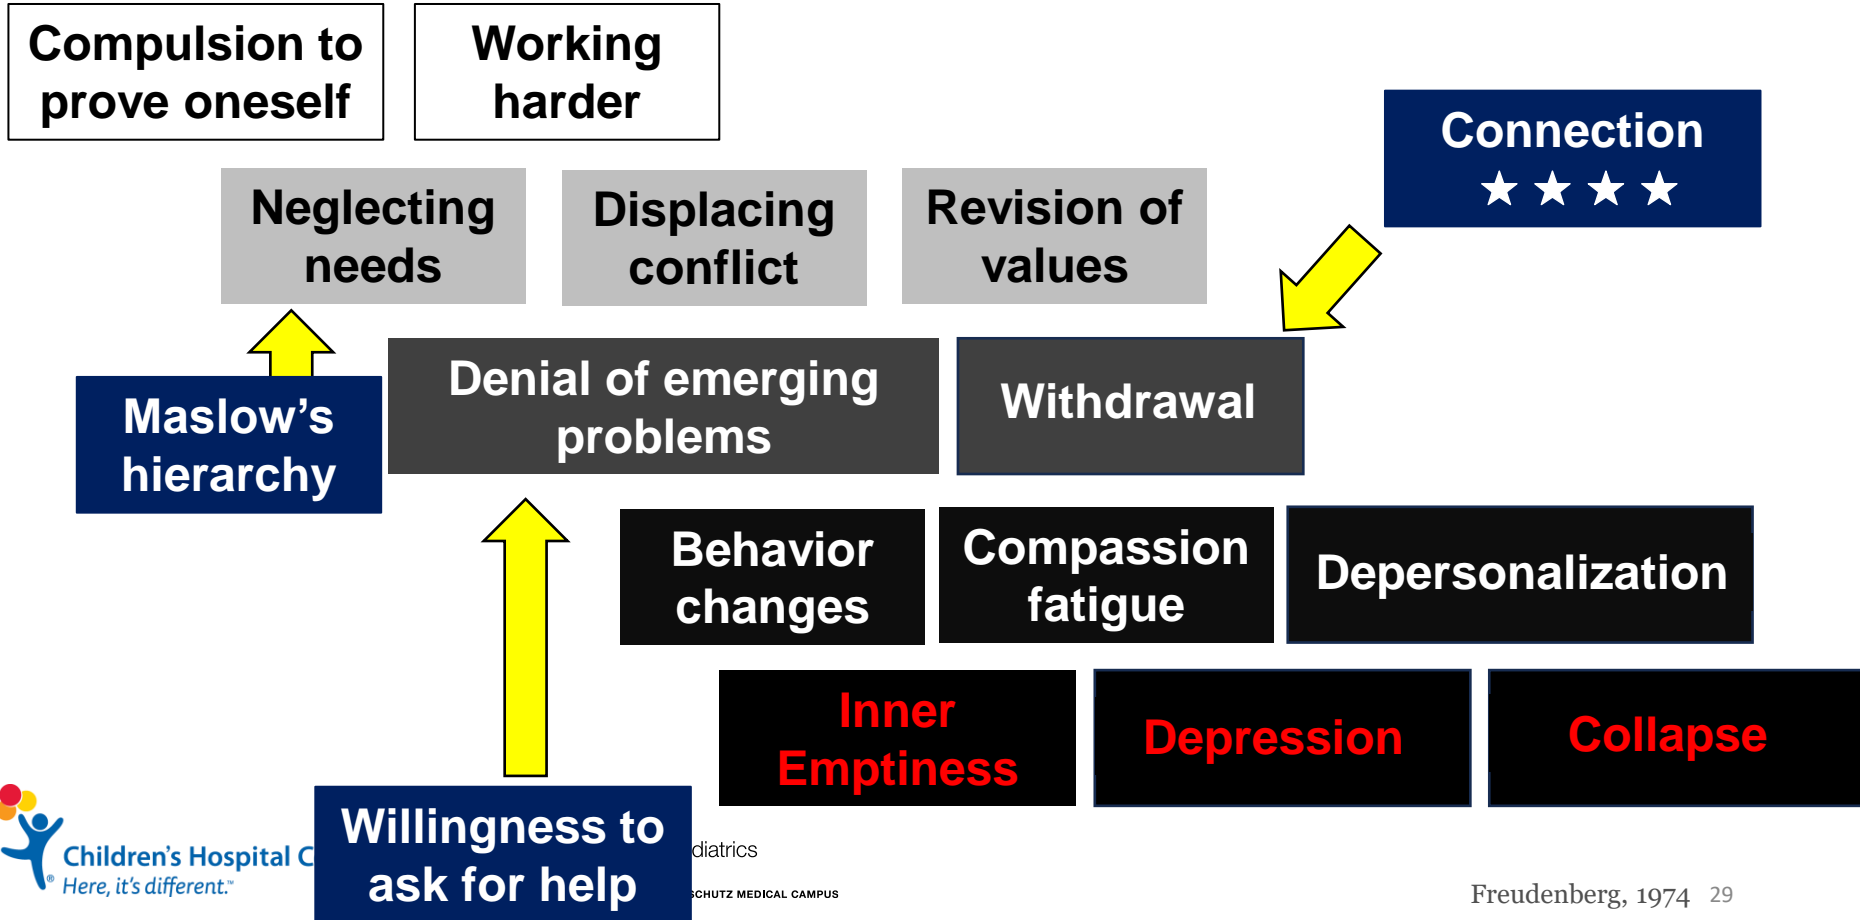 Compulsion to
prove oneself
Working
harder
Connection
★ ★ ★ ★
Neglecting
needs
Displacing
conflict
Revision of
values
Maslow’s
hierarchy
Denial of emerging
problems
Withdrawal
Behavior
changes
Compassion
fatigue
Depersonalization
Inner
Emptiness
Depression
Collapse
Willingness to
ask for help
Children's Hospital C
Here, it's different.™
diatrics
SCHUTZ MEDICAL CAMPUS
Freudenberg, 1974 29